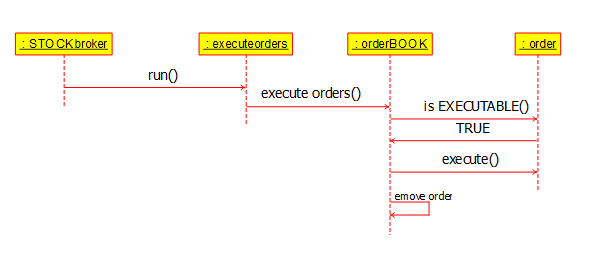 : STOCKbroker
: executeorders
: orderBOOK
: order
run()
execute orders()
is EXECUTABLE()
TRUE
execute()
emove order